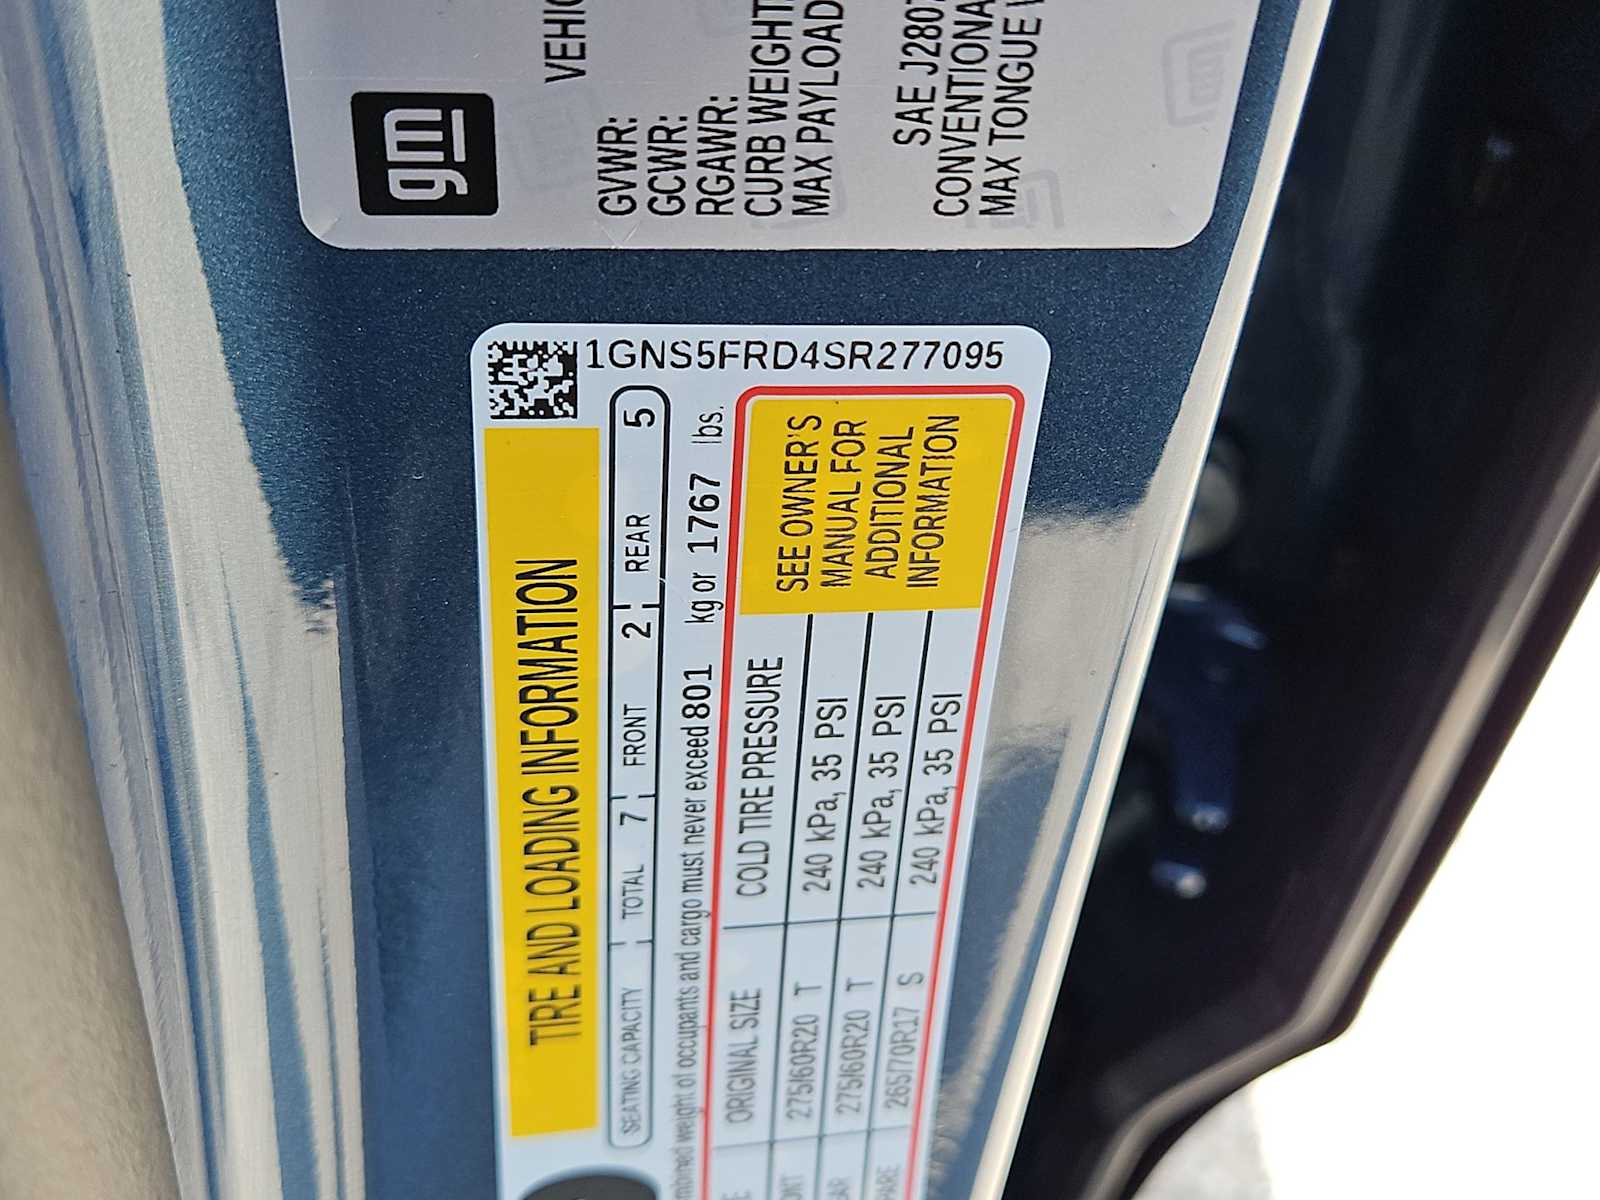 gm
VEHIC
GVWR:
GCWR:
RGAWR:
CURB WEIGHT
MAX PAYLOAD
SAE J2807
CONVENTIONA
MAX TONGUE
1GNS5FRD4SR277095
TIRE AND LOADING INFORMATION
SEATING CAPACITY TOTAL 7 FRONT 2 REAR 5
mbined weight of occupants and cargo must never exceed 801 kg or 1767 lbs.
ORIGINAL SIZE COLD TIRE PRESSURE
275/60R20 T 240 kPa, 35 PSI
275/60R20 T 240 kPa, 35 PSI
265/70R17 S 240 kPa, 35 PSI
SEE OWNER'S
MANUAL FOR
ADDITIONAL
INFORMATION